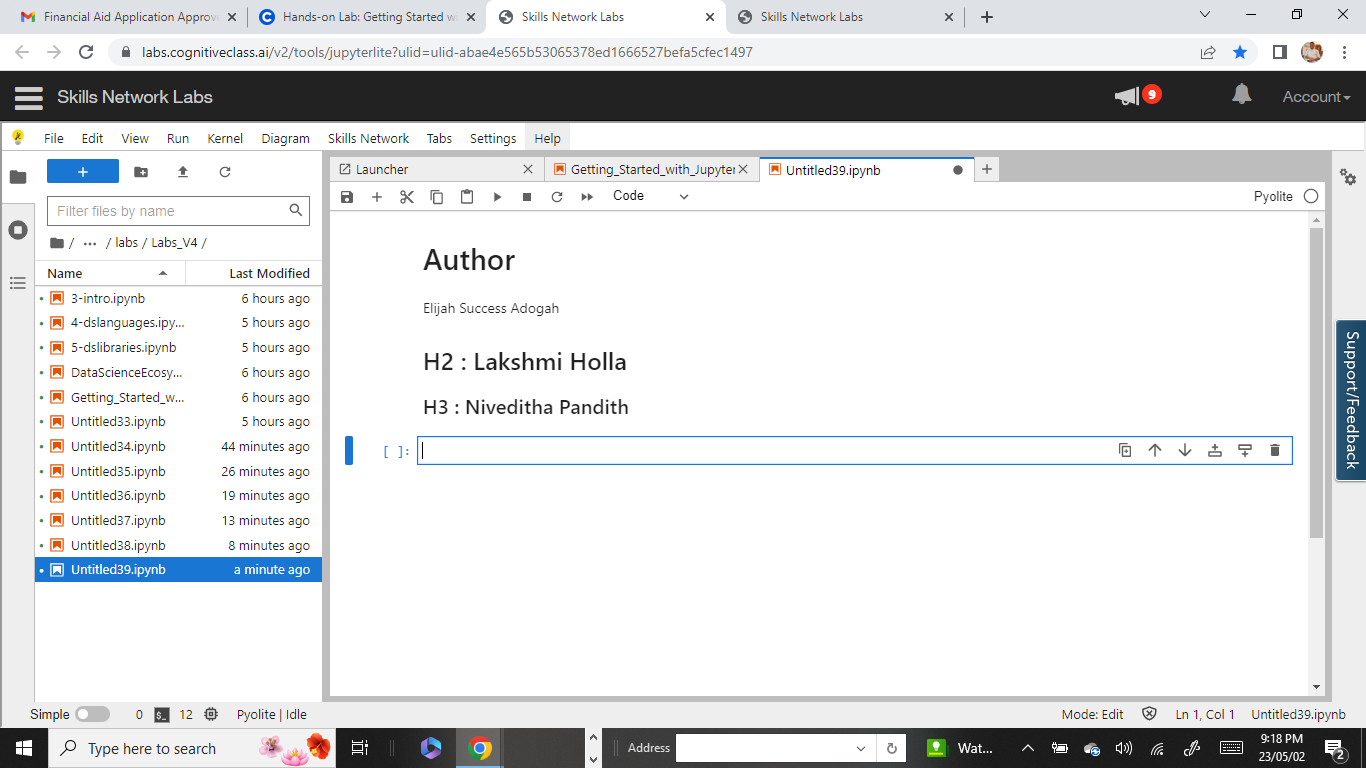 Financial Aid Application Approv
Hands-on Lab: Getting Started wi
Skills Network Labs
Skills Network Labs
labs.cognitiveclass.ai/v2/tools/jupyterlite?ulid=ulid-abae4e565b53065378ed1666527befa5cfec1497
Skills Network Labs
9
Account
File Edit View Run Kernel Diagram Skills Network Tabs Settings Help
+
Filter files by name
/ ... / labs / Labs_V4 /
Name Last Modified
3-intro.ipynb 6 hours ago
4-dslanguages.ipy... 5 hours ago
5-dslibraries.ipynb 5 hours ago
DataScienceEcosy... 6 hours ago
Getting_Started_w... 6 hours ago
Untitled33.ipynb 5 hours ago
Untitled34.ipynb 44 minutes ago
Untitled35.ipynb 26 minutes ago
Untitled36.ipynb 19 minutes ago
Untitled37.ipynb 13 minutes ago
Untitled38.ipynb 8 minutes ago
Untitled39.ipynb a minute ago
Launcher
Getting_Started_with_Jupyter
Untitled39.ipynb
Code
Pyolite
Author
Elijah Success Adogah
H2 : Lakshmi Holla
H3 : Niveditha Pandith
[ ]:
Support/Feedback
Simple 0 $_ 12 Pyolite | Idle Mode: Edit Ln 1, Col 1 Untitled39.ipynb
Type here to search
Address
Wat...
9:18 PM
23/05/02
2